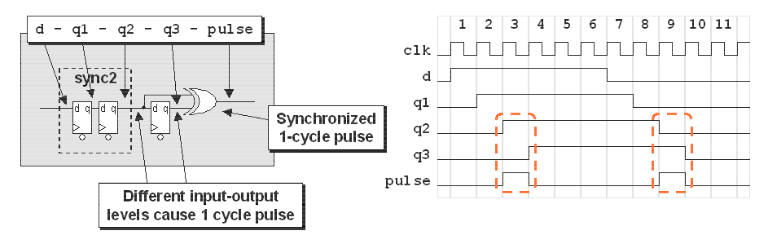 d - q1 - q2 - q3 - pulse
sync2
d q
d q
d q
Synchronized
1-cycle pulse
Different input-output
levels cause 1 cycle pulse
1 2 3 4 5 6 7 8 9 10 11
clk
d
q1
q2
q3
pulse